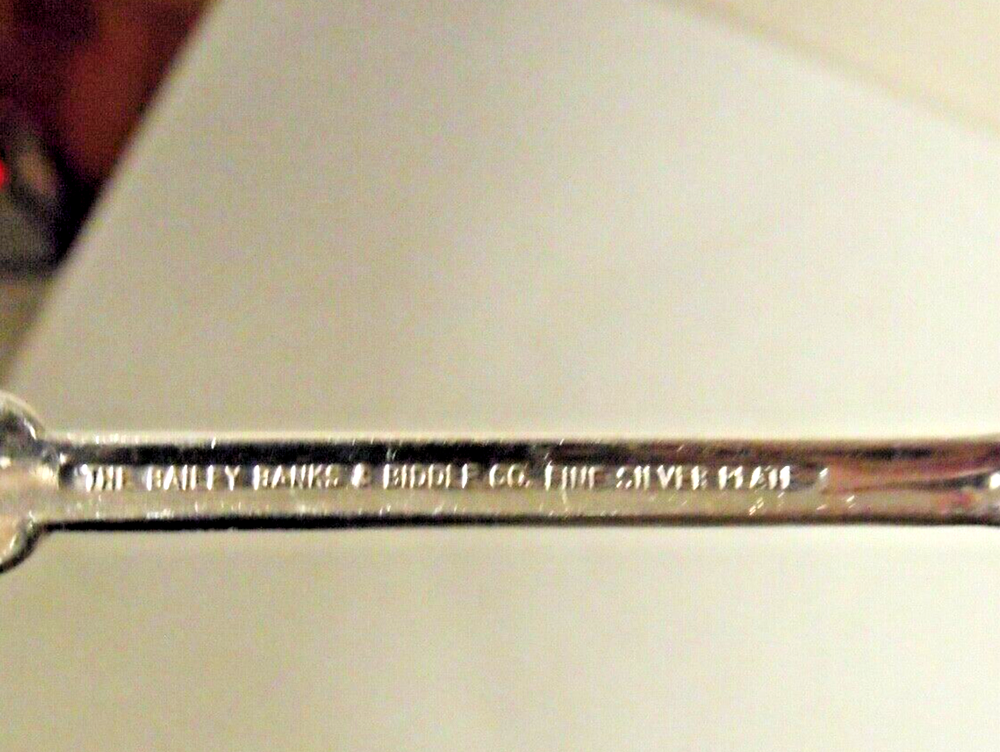 THE BAILEY BANKS & BIDDLE CO. FINE SILVER PLATE